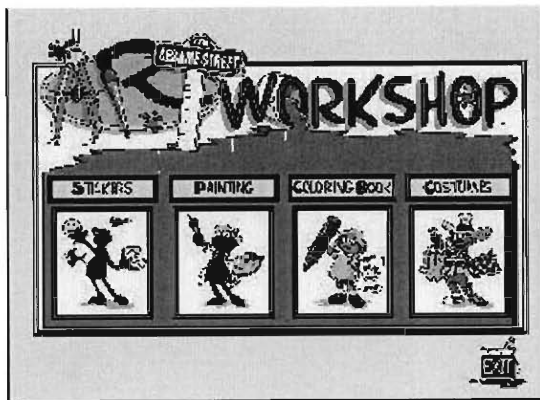 SESAME STREET
ART WORKSHOP
STICKERS PAINTING COLORING BOOK COSTUMES
EXIT